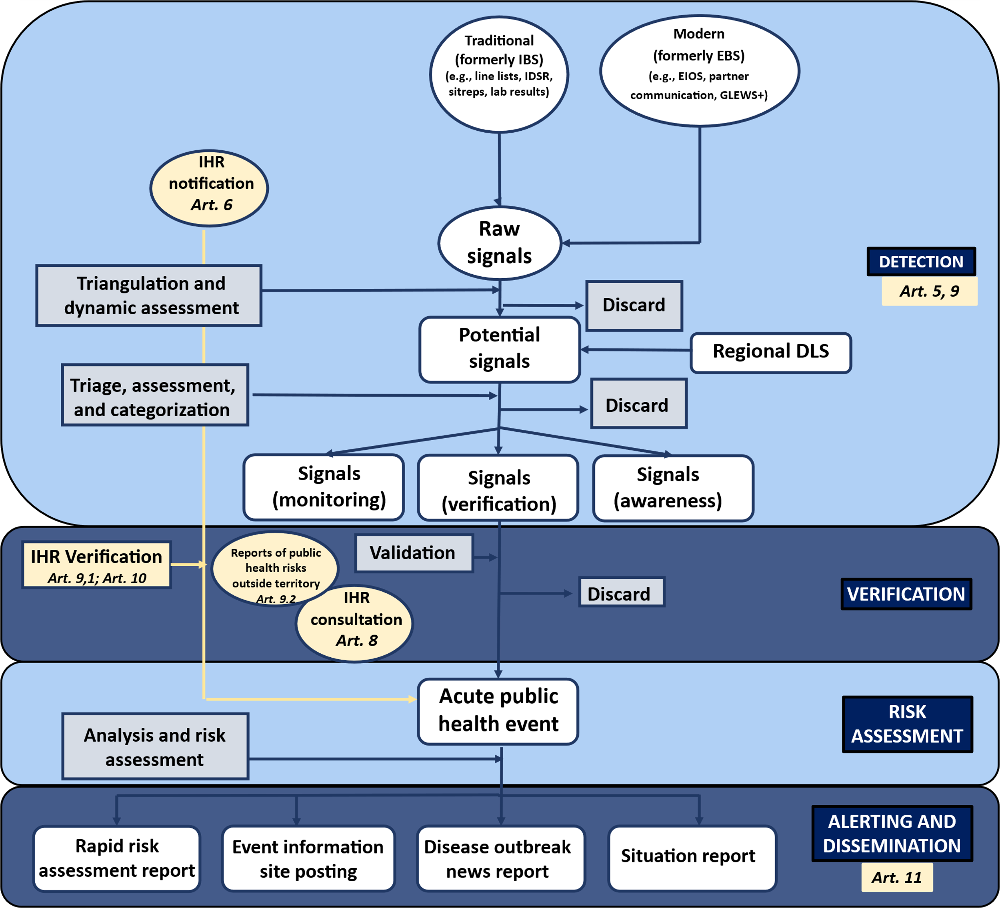 Traditional
(formerly IBS)
(e.g., line lists, IDSR,
sitreps, lab results)
Modern
(formerly EBS)
(e.g., EIOS, partner
communication, GLEWS+)
IHR
notification
Art. 6
Raw
signals
DETECTION
Art. 5, 9
Triangulation and
dynamic assessment
Discard
Potential
signals
Regional DLS
Triage, assessment,
and categorization
Discard
Signals
(monitoring)
Signals
(verification)
Signals
(awareness)
IHR Verification
Art. 9,1; Art. 10
Reports of public
health risks
outside territory
Art. 9.2
IHR
consultation
Art. 8
Validation
Discard
VERIFICATION
Acute public
health event
Analysis and risk
assessment
RISK
ASSESSMENT
Rapid risk
assessment report
Event information
site posting
Disease outbreak
news report
Situation report
ALERTING AND
DISSEMINATION
Art. 11